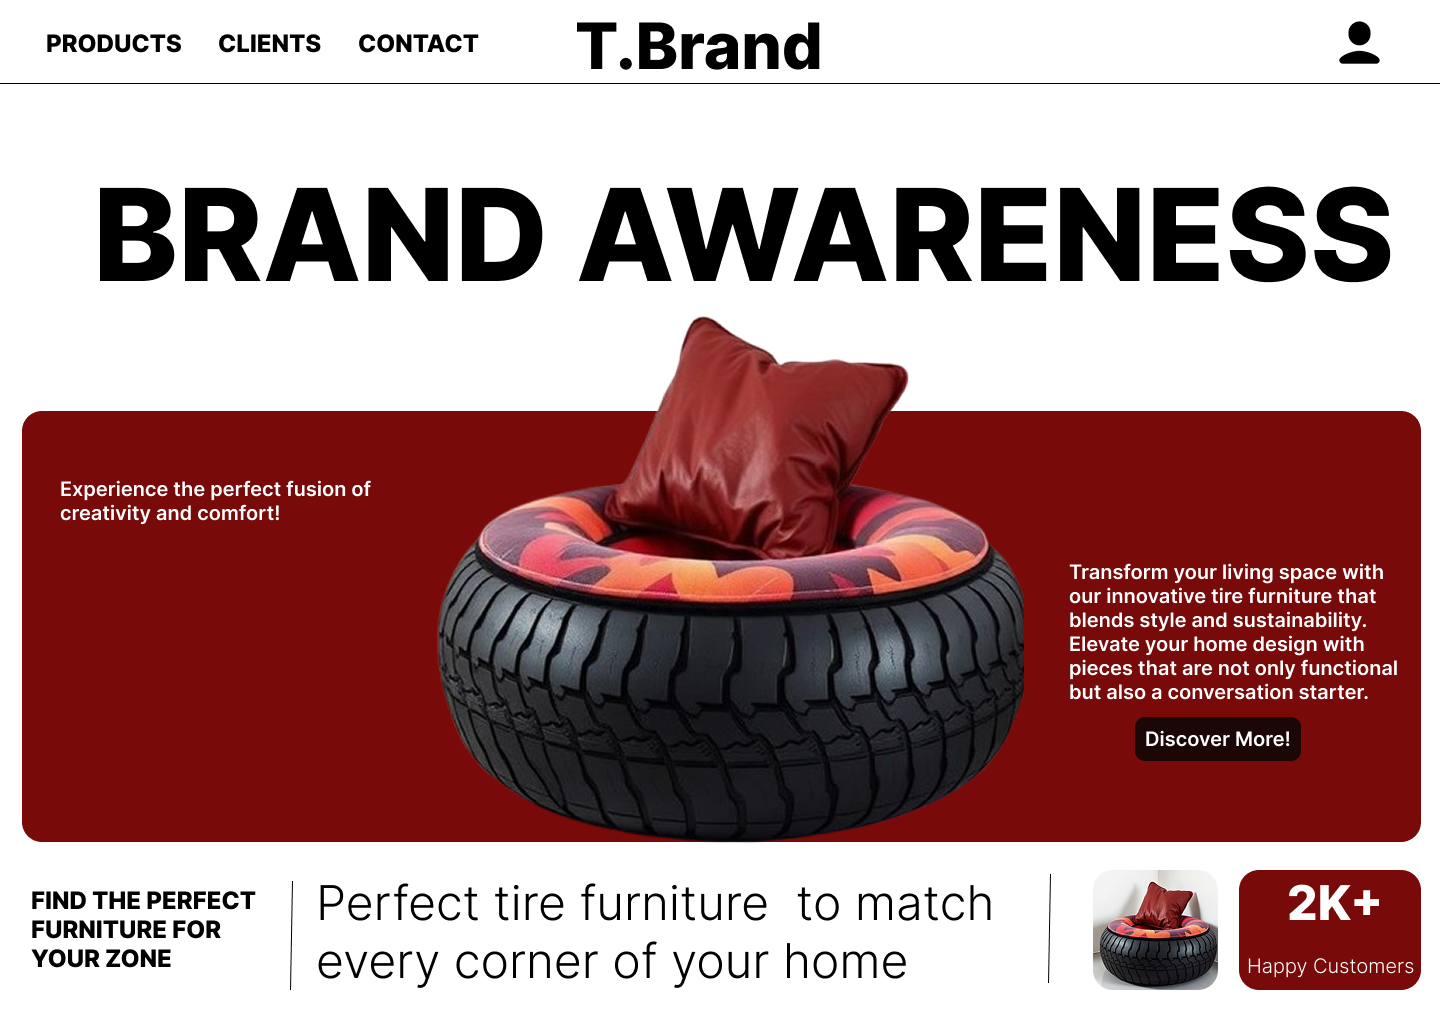 PRODUCTS CLIENTS CONTACT T.Brand
BRAND AWARENESS
Experience the perfect fusion of
creativity and comfort!
Transform your living space with
our innovative tire furniture that
blends style and sustainability.
Elevate your home design with
pieces that are not only functional
but also a conversation starter.
Discover More!
FIND THE PERFECT
FURNITURE FOR
YOUR ZONE
Perfect tire furniture  to match
every corner of your home
2K+
Happy Customers